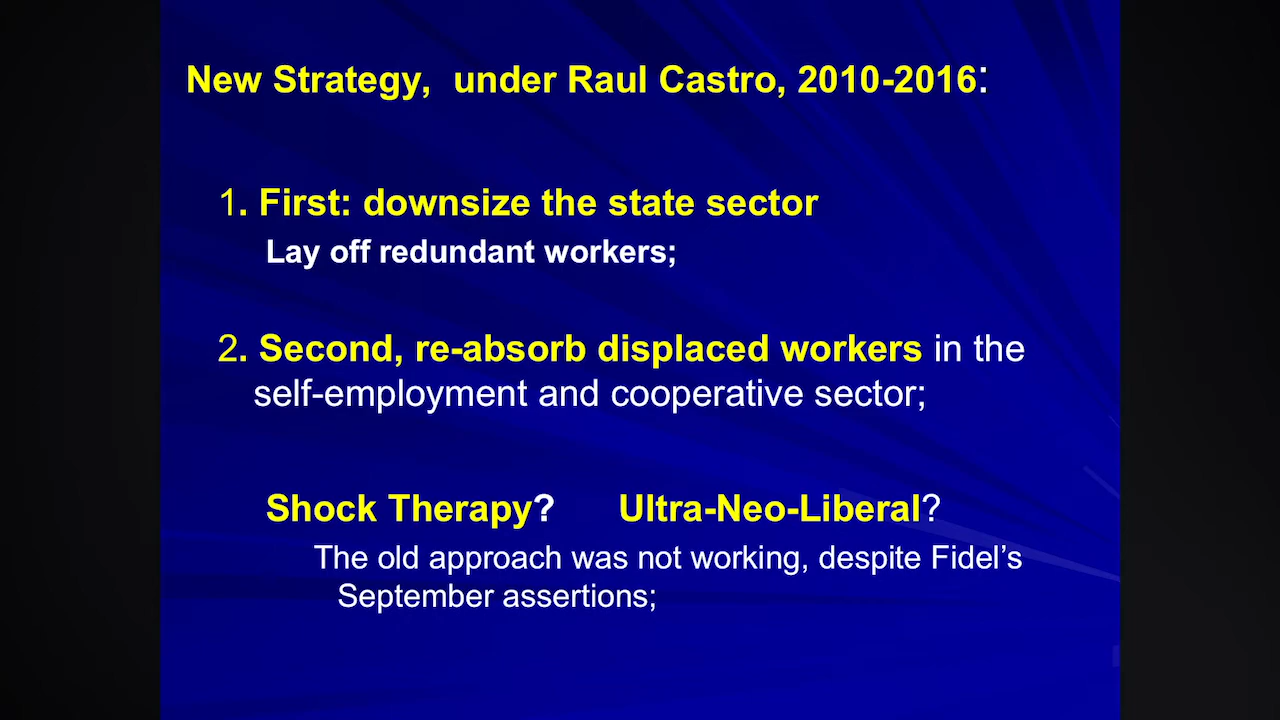 New Strategy,  under Raul Castro, 2010-2016:
1. First: downsize the state sector
Lay off redundant workers;
2. Second, re-absorb displaced workers in the
self-employment and cooperative sector;
Shock Therapy?      Ultra-Neo-Liberal?
The old approach was not working, despite Fidel’s
September assertions;